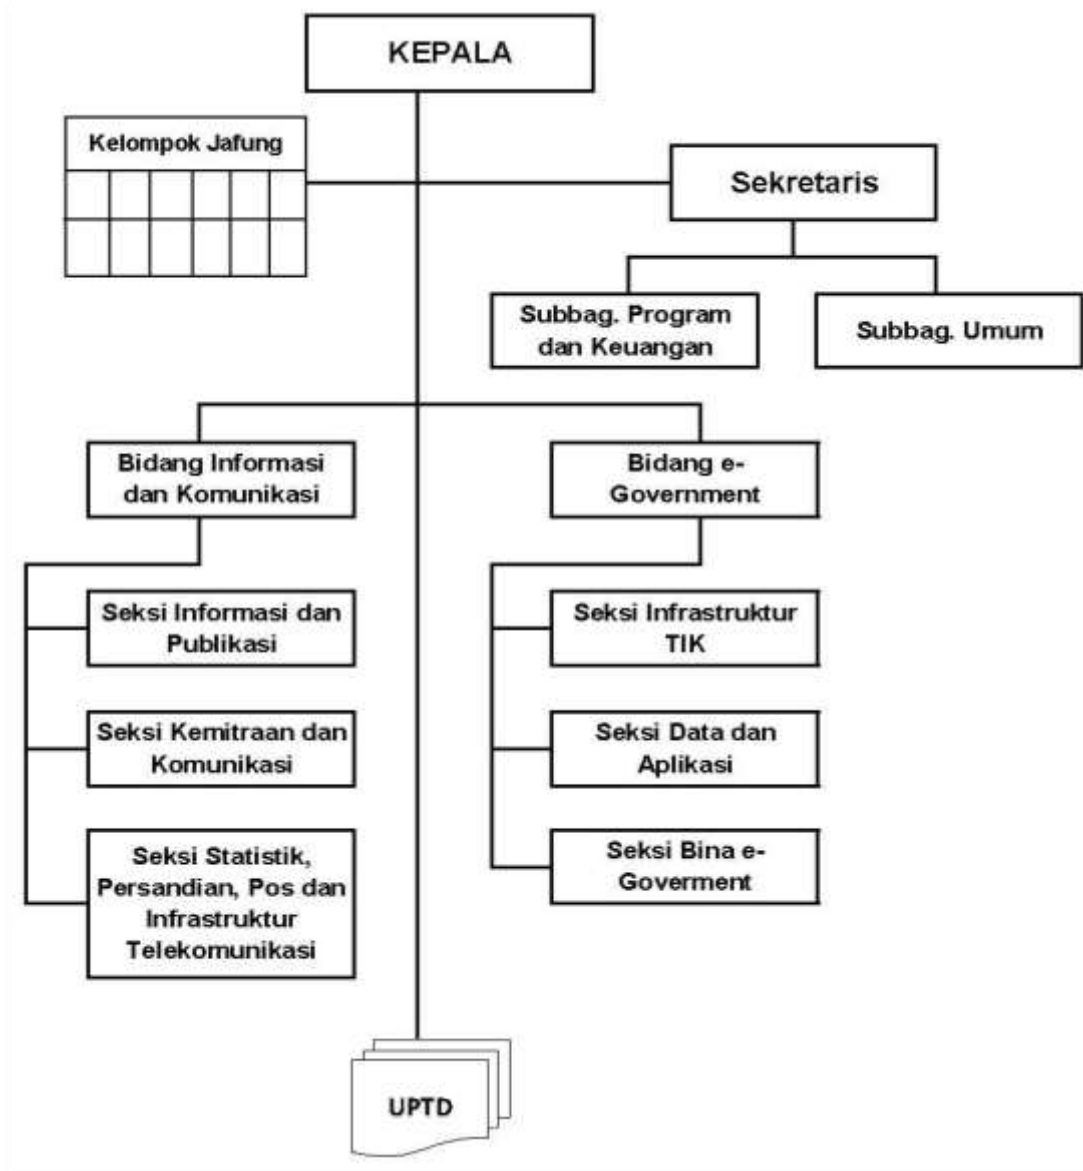 KEPALA
Kelompok Jafung
Sekretaris
Subbag. Program
dan Keuangan
Subbag. Umum
Bidang Informasi
dan Komunikasi
Bidang e-
Government
Seksi Informasi dan
Publikasi
Seksi Infrastruktur
TIK
Seksi Kemitraan dan
Komunikasi
Seksi Data dan
Aplikasi
Seksi Statistik,
Persandian, Pos dan
Infrastruktur
Telekomunikasi
Seksi Bina e-
Goverment
UPTD